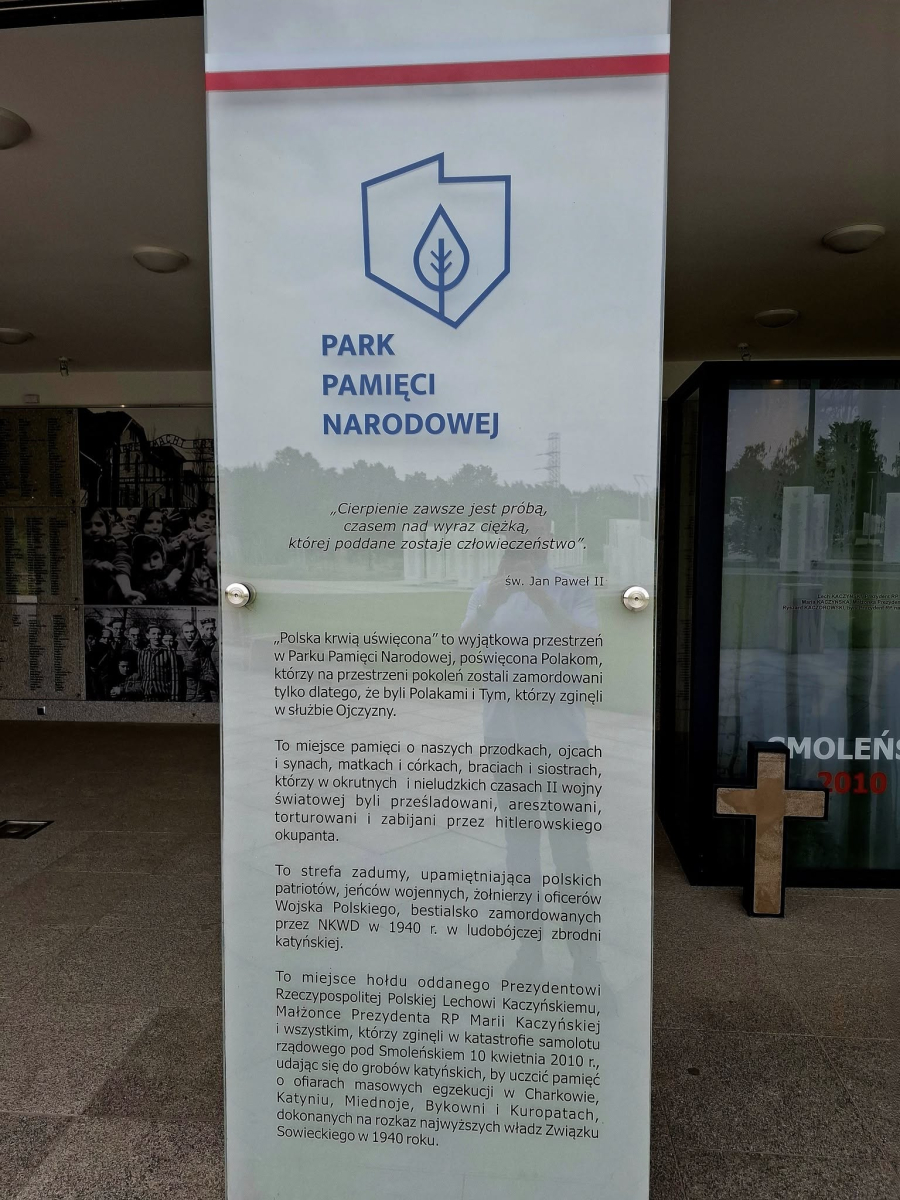 PARK
PAMIĘCI
NARODOWEJ
„Cierpienie zawsze jest próbą,
czasem nad wyraz ciężką,
której poddane zostaje człowieczeństwo”.
św. Jan Paweł II
„Polska krwią uświęcona” to wyjątkowa przestrzeń
w Parku Pamięci Narodowej, poświęcona Polakom,
którzy na przestrzeni pokoleń zostali zamordowani
tylko dlatego, że byli Polakami i Tym, którzy zginęli
w służbie Ojczyzny.
To miejsce pamięci o naszych przodkach, ojcach
i synach, matkach i córkach, braciach i siostrach,
którzy w okrutnych i nieludzkich czasach II wojny
światowej byli prześladowani, aresztowani,
torturowani i zabijani przez hitlerowskiego
okupanta.
To strefa zadumy, upamiętniająca polskich
patriotów, jeńców wojennych, żołnierzy i oficerów
Wojska Polskiego, bestialsko zamordowanych
przez NKWD w 1940 r. w ludobójczej zbrodni
katyńskiej.
To miejsce hołdu oddanego Prezydentowi
Rzeczypospolitej Polskiej Lechowi Kaczyńskiemu,
Małżonce Prezydenta RP Marii Kaczyńskiej
i wszystkim, którzy zginęli w katastrofie samolotu
rządowego pod Smoleńskiem 10 kwietnia 2010 r.,
udając się do grobów katyńskich, by uczcić pamięć
o ofiarach masowych egzekucji w Charkowie,
Katyniu, Miednoje, Bykowni i Kuropatach,
dokonanych na rozkaz najwyższych władz Związku
Sowieckiego w 1940 roku.
SMOLEŃS
2010